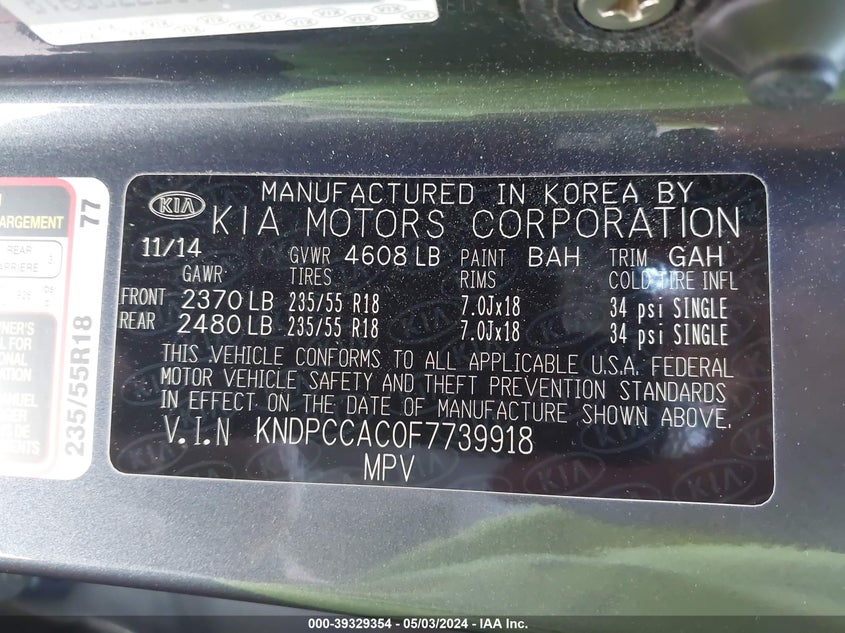 MANUFACTURED IN KOREA BY
KIA KIA MOTORS CORPORATION
11/14 GVWR 4608 LB PAINT BAH TRIM GAH
GAWR TIRES RIMS COLD TIRE INFL
FRONT 2370 LB 235/55 R18 7.0Jx18 34 psi SINGLE
REAR 2480 LB 235/55 R18 7.0Jx18 34 psi SINGLE
THIS VEHICLE CONFORMS TO ALL APPLICABLE U.S.A. FEDERAL
MOTOR VEHICLE SAFETY AND THEFT PREVENTION STANDARDS
IN EFFECT ON THE DATE OF MANUFACTURE SHOWN ABOVE.
V.I.N KNDPCCAC0F7739918
MPV
ARGEMENT
REAR
ARRIERE
235/55R18 77
000-39329354 - 05/03/2024 - IAA Inc.